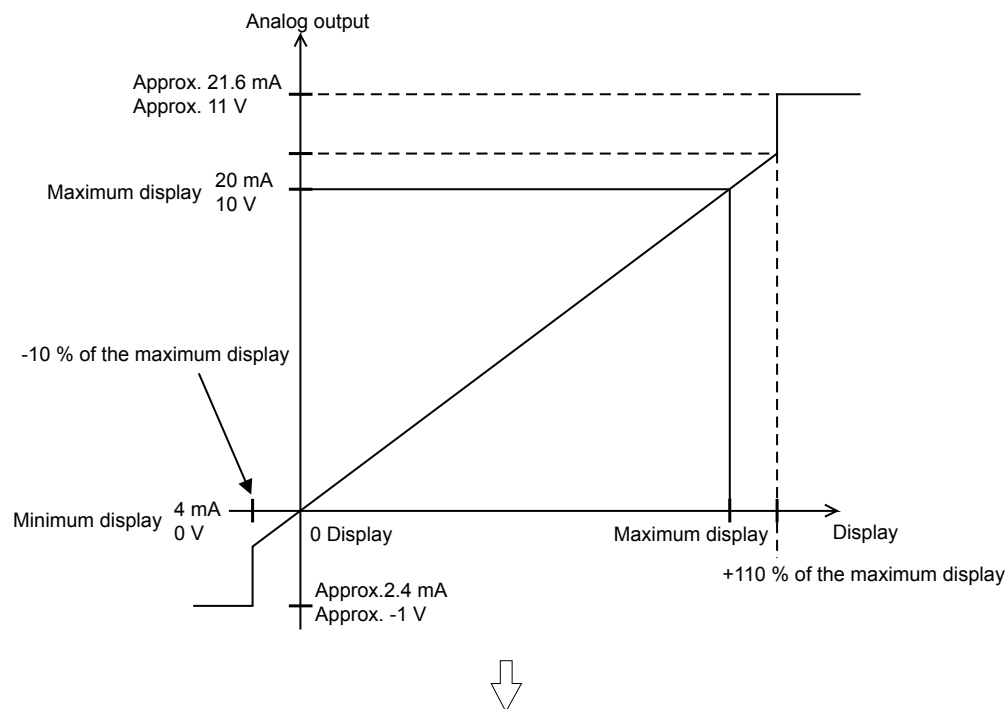 Analog output
Approx. 21.6 mA
Approx. 11 V
Maximum display
20 mA
10 V
-10 % of the maximum display
Minimum display
4 mA
0 V
0 Display
Maximum display
Display
+110 % of the maximum display
Approx.2.4 mA
Approx. -1 V